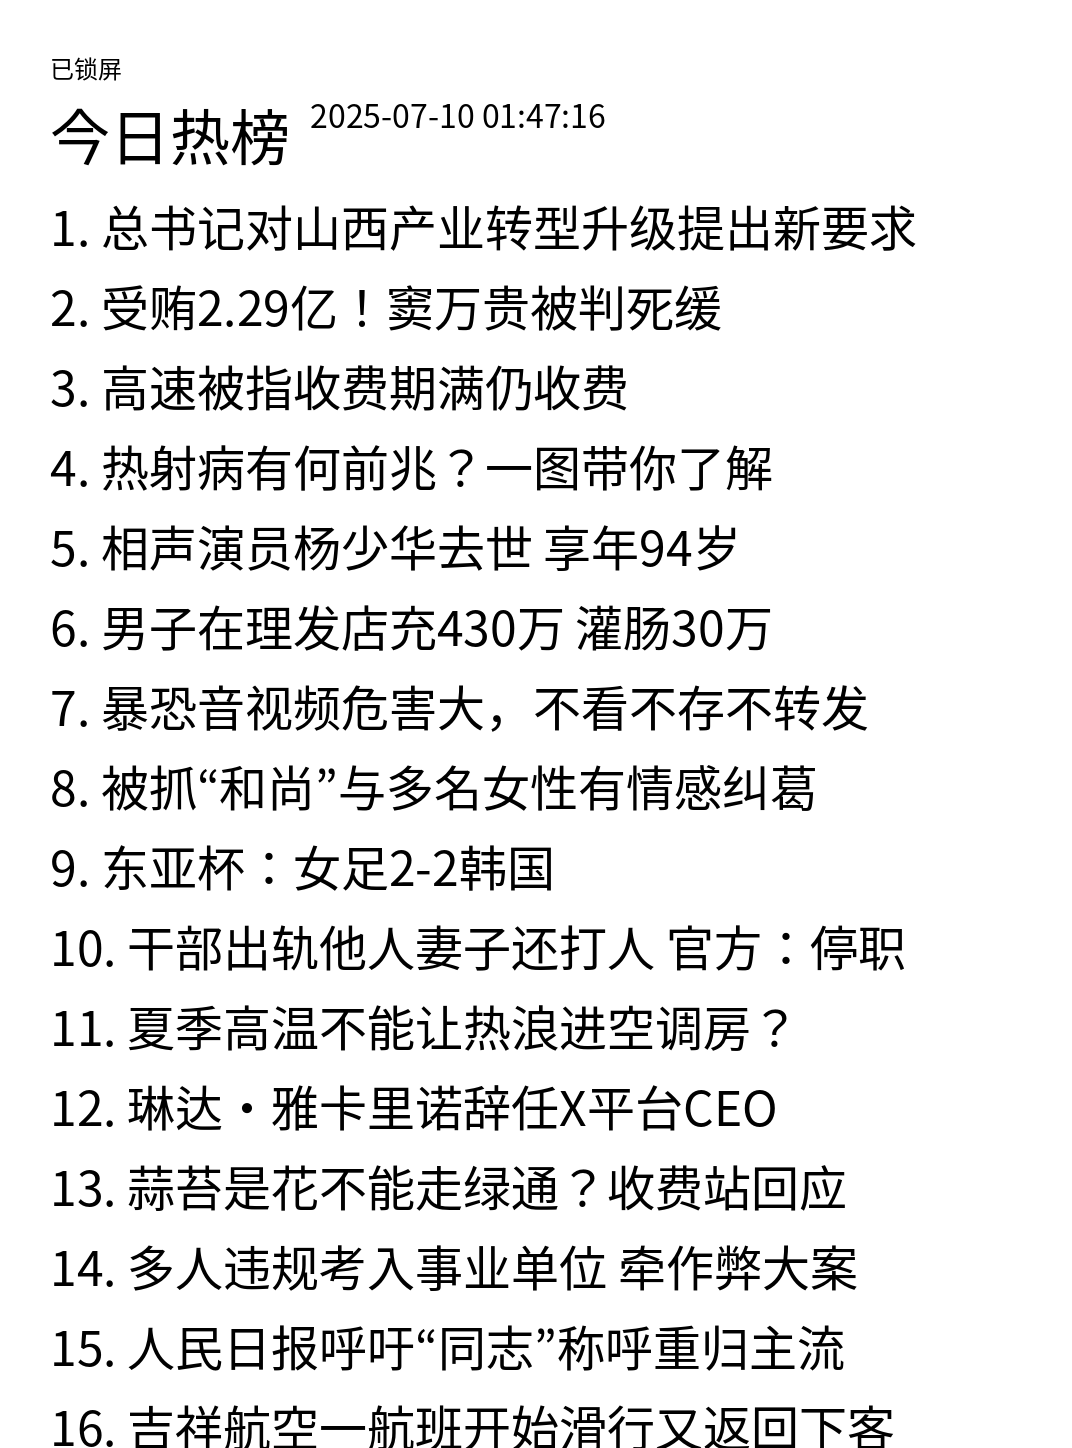 已锁屏
今日热榜 2025-07-10 01:47:16
1. 总书记对山西产业转型升级提出新要求
2. 受贿2.29亿！窦万贵被判死缓
3. 高速被指收费期满仍收费
4. 热射病有何前兆？一图带你了解
5. 相声演员杨少华去世 享年94岁
6. 男子在理发店充430万 灌肠30万
7. 暴恐音视频危害大，不看不存不转发
8. 被抓“和尚”与多名女性有情感纠葛
9. 东亚杯：女足2-2韩国
10. 干部出轨他人妻子还打人 官方：停职
11. 夏季高温不能让热浪进空调房？
12. 琳达・雅卡里诺辞任X平台CEO
13. 蒜苔是花不能走绿通？收费站回应
14. 多人违规考入事业单位 牵作弊大案
15. 人民日报呼吁“同志”称呼重归主流
16. 吉祥航空一航班开始滑行又返回下客